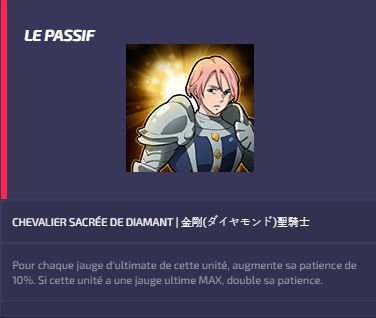 LE PASSIF
CHEVALIER SACRÉE DE DIAMANT | 金剛(ダイヤモンド)聖騎士
Pour chaque jauge d'ultimate de cette unité, augmente sa patience de
10%. Si cette unité a une jauge ultime MAX, double sa patience.